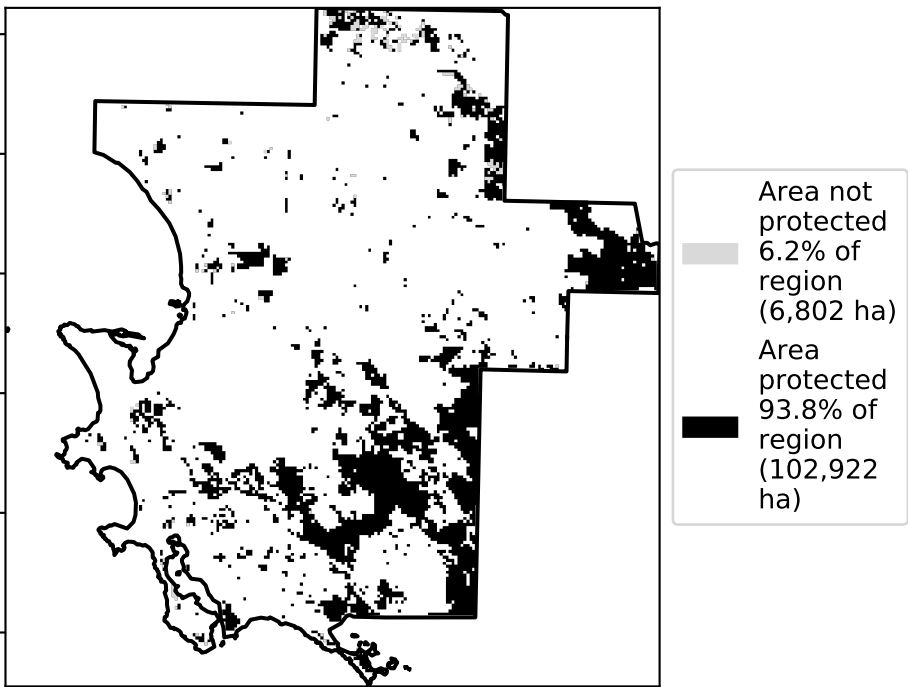 Area not
protected
6.2% of
region
(6,802 ha)
Area
protected
93.8% of
region
(102,922
ha)